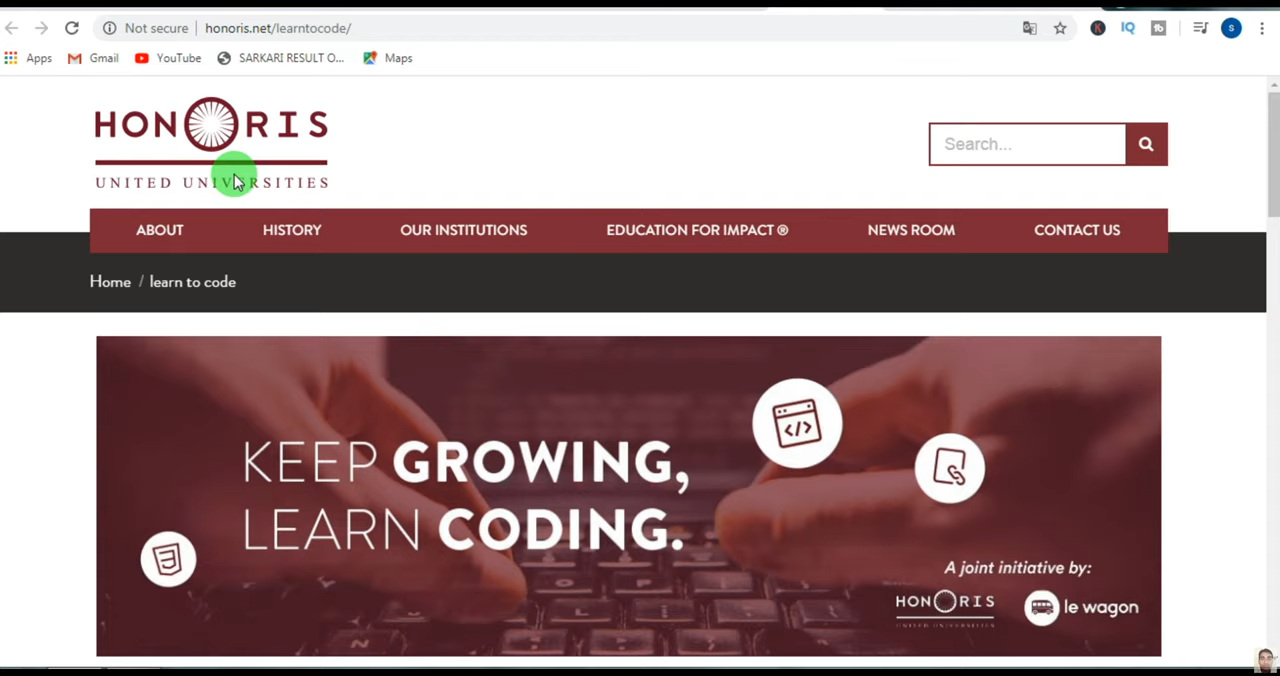 Not secure | honoris.net/learntocode/
Apps Gmail YouTube SARKARI RESULT O... Maps
HONORIS
UNITED UNIVERSITIES
Search...
ABOUT HISTORY OUR INSTITUTIONS EDUCATION FOR IMPACT ® NEWS ROOM CONTACT US
Home / learn to code
KEEP GROWING,
LEARN CODING.
A joint initiative by:
HONORIS le wagon
UNITED UNIVERSITIES